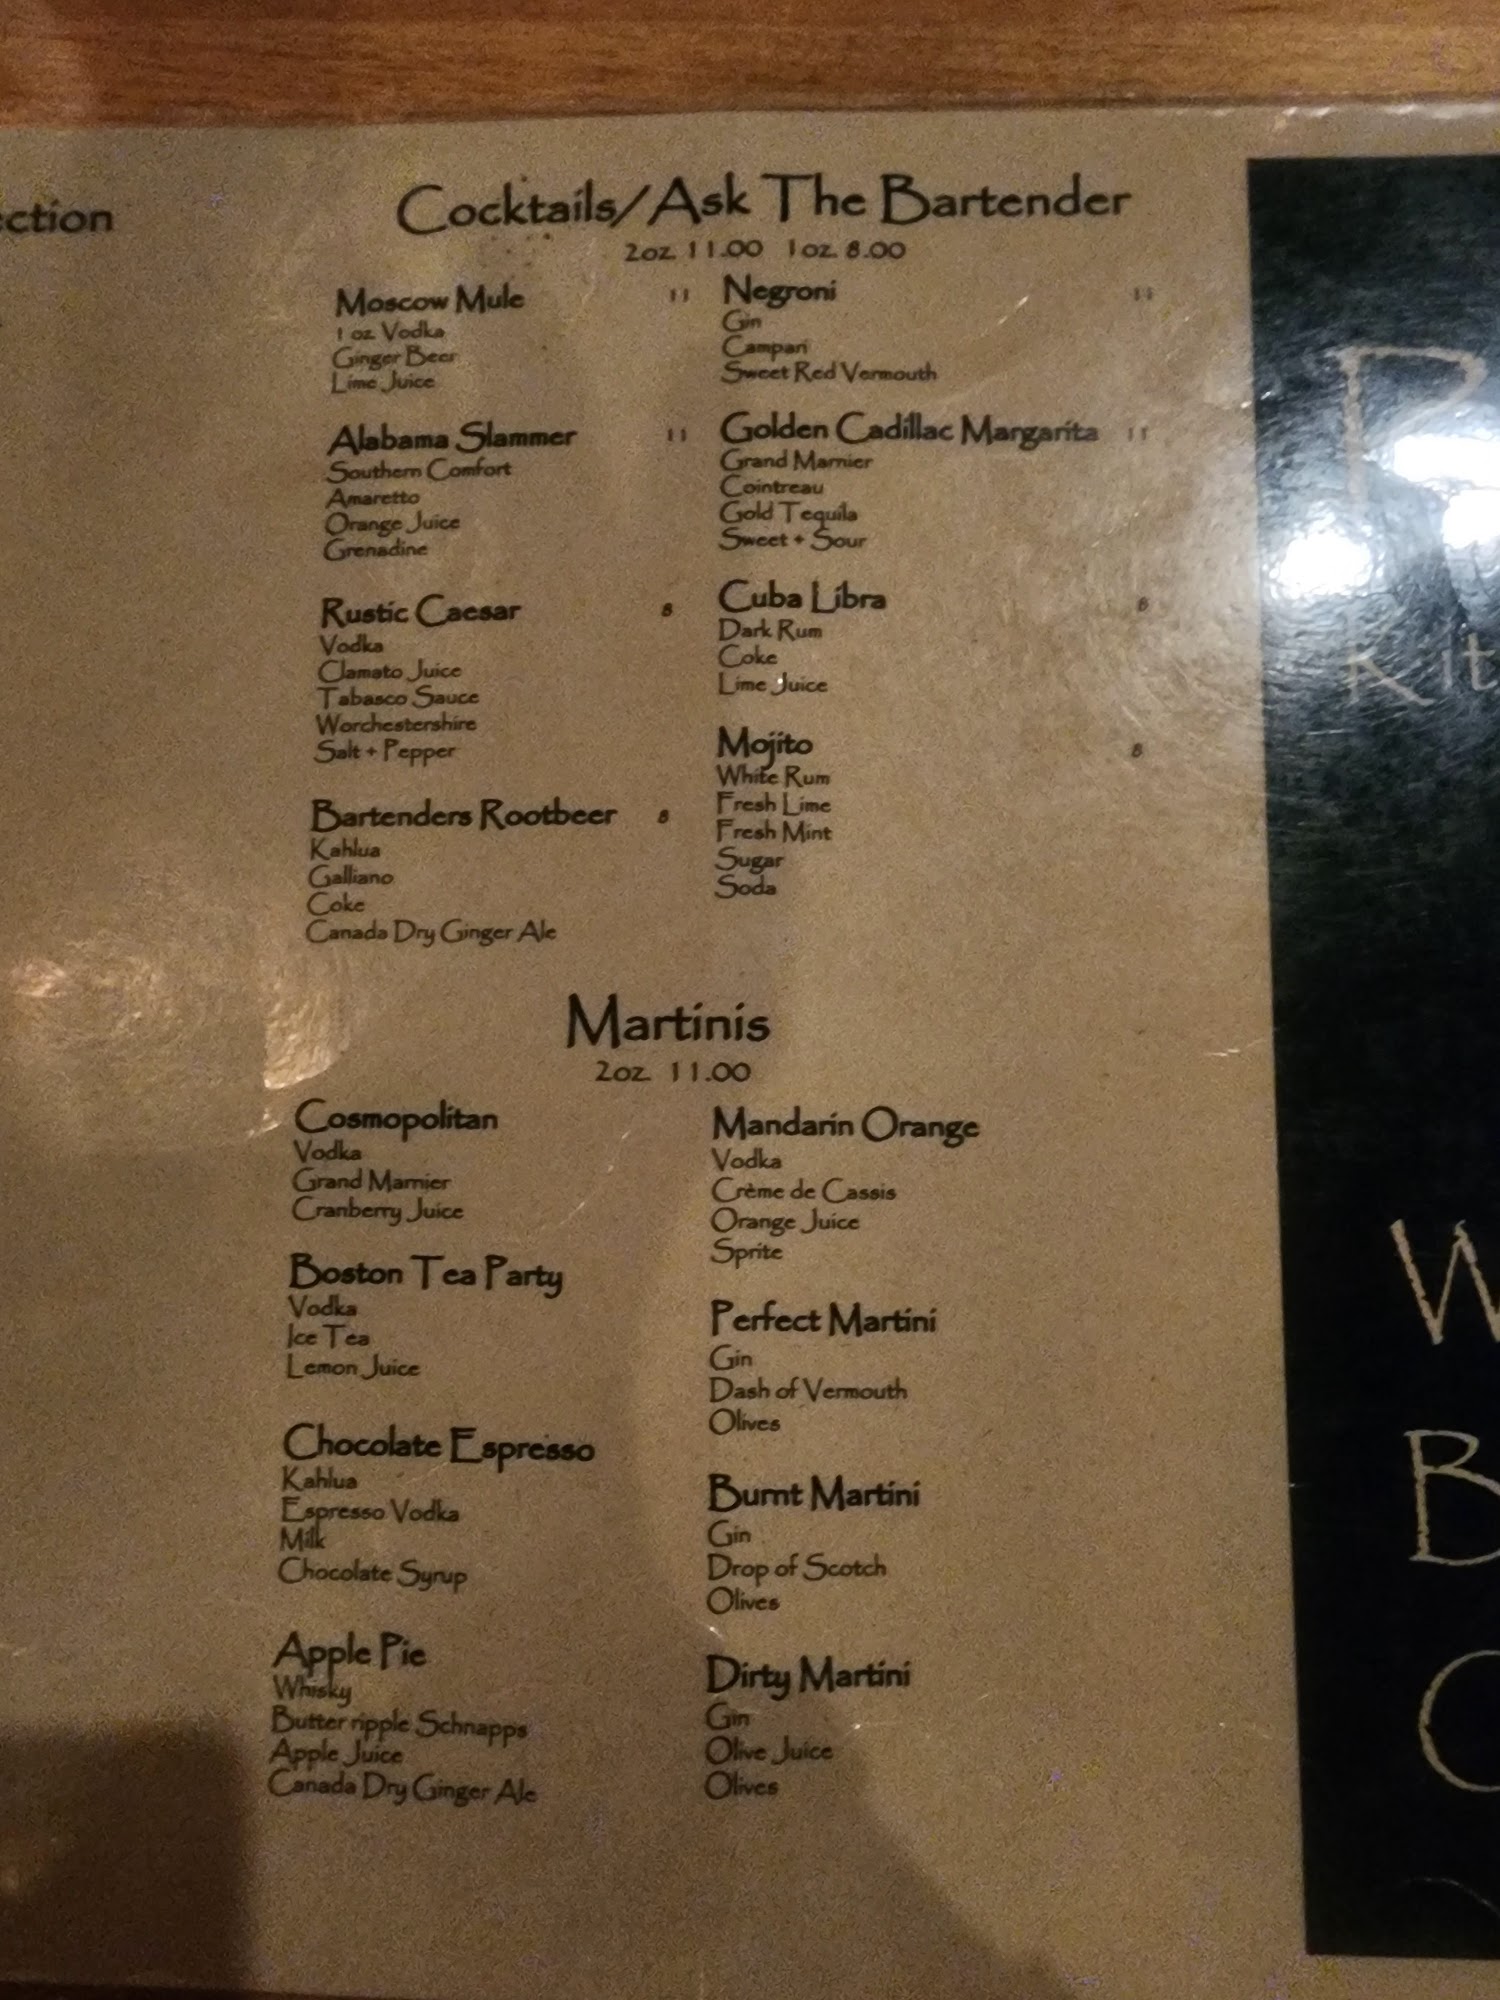 ection
Cocktails/Ask The Bartender
2oz 11.00 1oz 8.00
Moscow Mule 11
1 oz Vodka
Ginger Beer
Lime Juice
Alabama Slammer 11
Southern Comfort
Amaretto
Orange Juice
Grenadine
Rustic Caesar 8
Vodka
Clamato Juice
Tabasco Sauce
Worchestershire
Salt + Pepper
Bartenders Rootbeer 8
Kahlua
Galliano
Coke
Canada Dry Ginger Ale
Negroni 11
Gin
Campari
Sweet Red Vermouth
Golden Cadillac Margarita 11
Grand Marnier
Cointreau
Gold Tequila
Sweet + Sour
Cuba Libra 8
Dark Rum
Coke
Lime Juice
Mojito 8
White Rum
Fresh Lime
Fresh Mint
Sugar
Soda
Martinis
2oz 11.00
Cosmopolitan
Vodka
Grand Marnier
Cranberry Juice
Boston Tea Party
Vodka
Ice Tea
Lemon Juice
Chocolate Espresso
Kahlua
Espresso Vodka
Milk
Chocolate Syrup
Apple Pie
Whisky
Butter ripple Schnapps
Apple Juice
Canada Dry Ginger Ale
Mandarin Orange
Vodka
Crème de Cassis
Orange Juice
Sprite
Perfect Martini
Gin
Dash of Vermouth
Olives
Burnt Martini
Gin
Drop of Scotch
Olives
Dirty Martini
Gin
Olive Juice
Olives
R
Kit
W
B